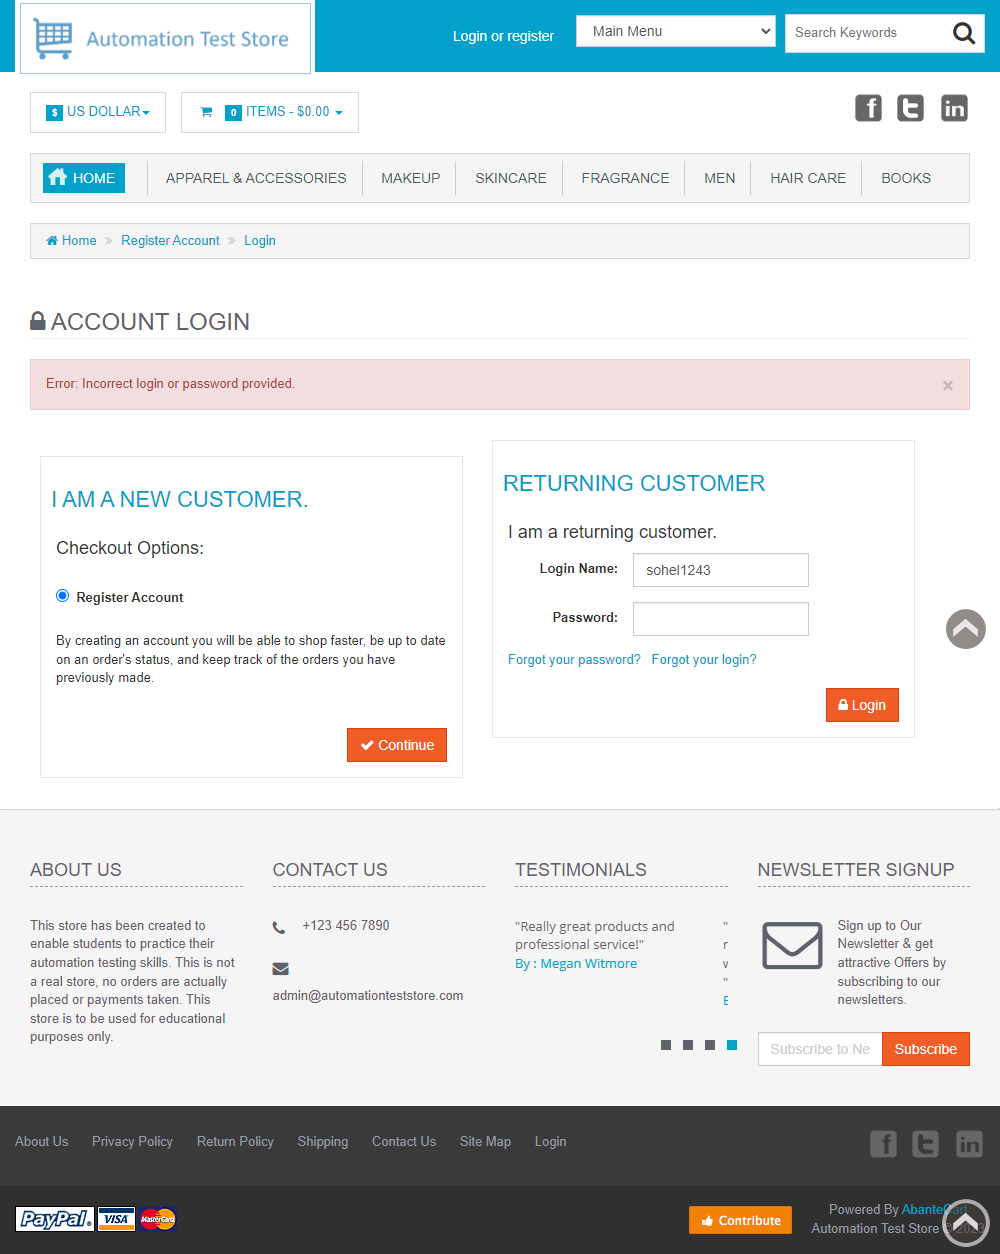 Automation Test Store
Login or register
Main Menu
Search Keywords
$ US DOLLAR
0 ITEMS - $0.00
HOME
APPAREL & ACCESSORIES
MAKEUP
SKINCARE
FRAGRANCE
MEN
HAIR CARE
BOOKS
Home » Register Account » Login
ACCOUNT LOGIN
Error: Incorrect login or password provided.
×
I AM A NEW CUSTOMER.
Checkout Options:
Register Account
By creating an account you will be able to shop faster, be up to date
on an order's status, and keep track of the orders you have
previously made.
Continue
RETURNING CUSTOMER
I am a returning customer.
Login Name: sohel1243
Password:
Forgot your password? Forgot your login?
Login
ABOUT US
This store has been created to
enable students to practice their
automation testing skills. This is not
a real store, no orders are actually
placed or payments taken. This
store is to be used for educational
purposes only.
CONTACT US
+123 456 7890
admin@automationteststore.com
TESTIMONIALS
"Really great products and
professional service!"
By : Megan Witmore
NEWSLETTER SIGNUP
Sign up to Our
Newsletter & get
attractive Offers by
subscribing to our
newsletters.
Subscribe to Ne
Subscribe
About Us
Privacy Policy
Return Policy
Shipping
Contact Us
Site Map
Login
PayPal
VISA
MasterCard
Contribute
Powered By AbanteCart
Automation Test Store ©